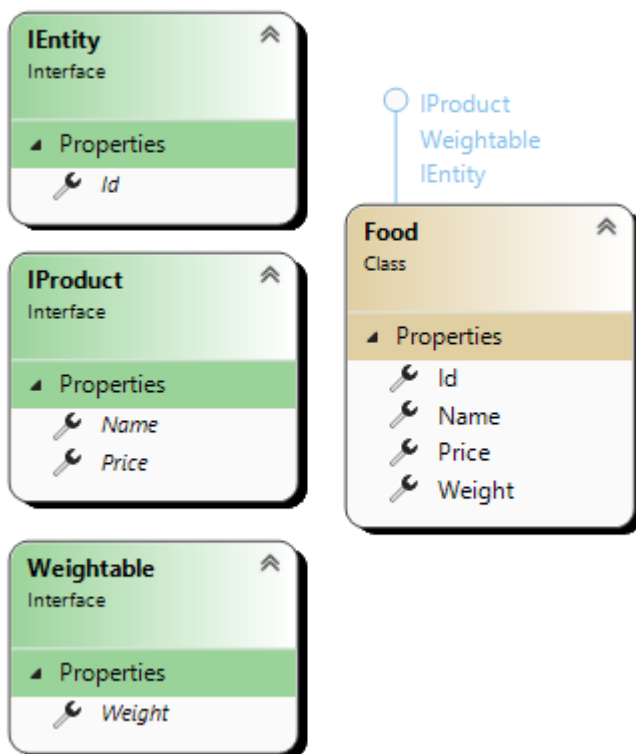 IEntity
Interface
Properties
Id
IProduct
Interface
Properties
Name
Price
Weightable
Interface
Properties
Weight
IProduct
Weightable
IEntity
Food
Class
Properties
Id
Name
Price
Weight